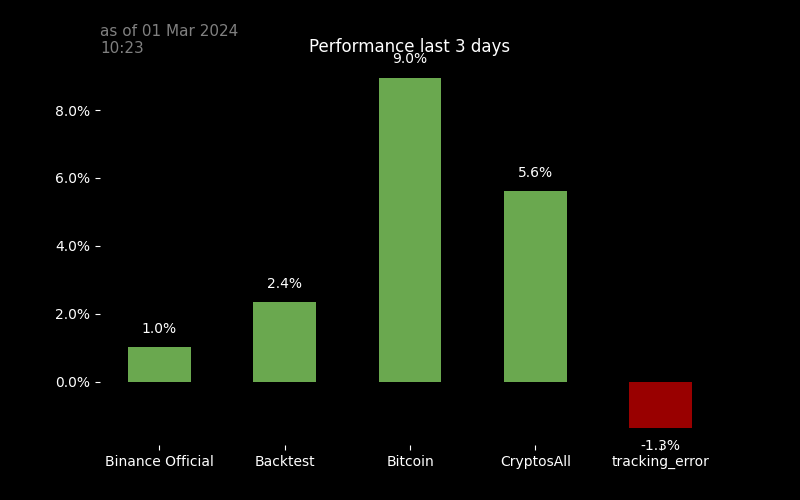 as of 01 Mar 2024
10:23
Performance last 3 days
9.0%
8.0%
6.0%
5.6%
4.0%
2.4%
2.0%
1.0%
0.0%
-1.3%
Binance Official
Backtest
Bitcoin
CryptosAll
tracking_error